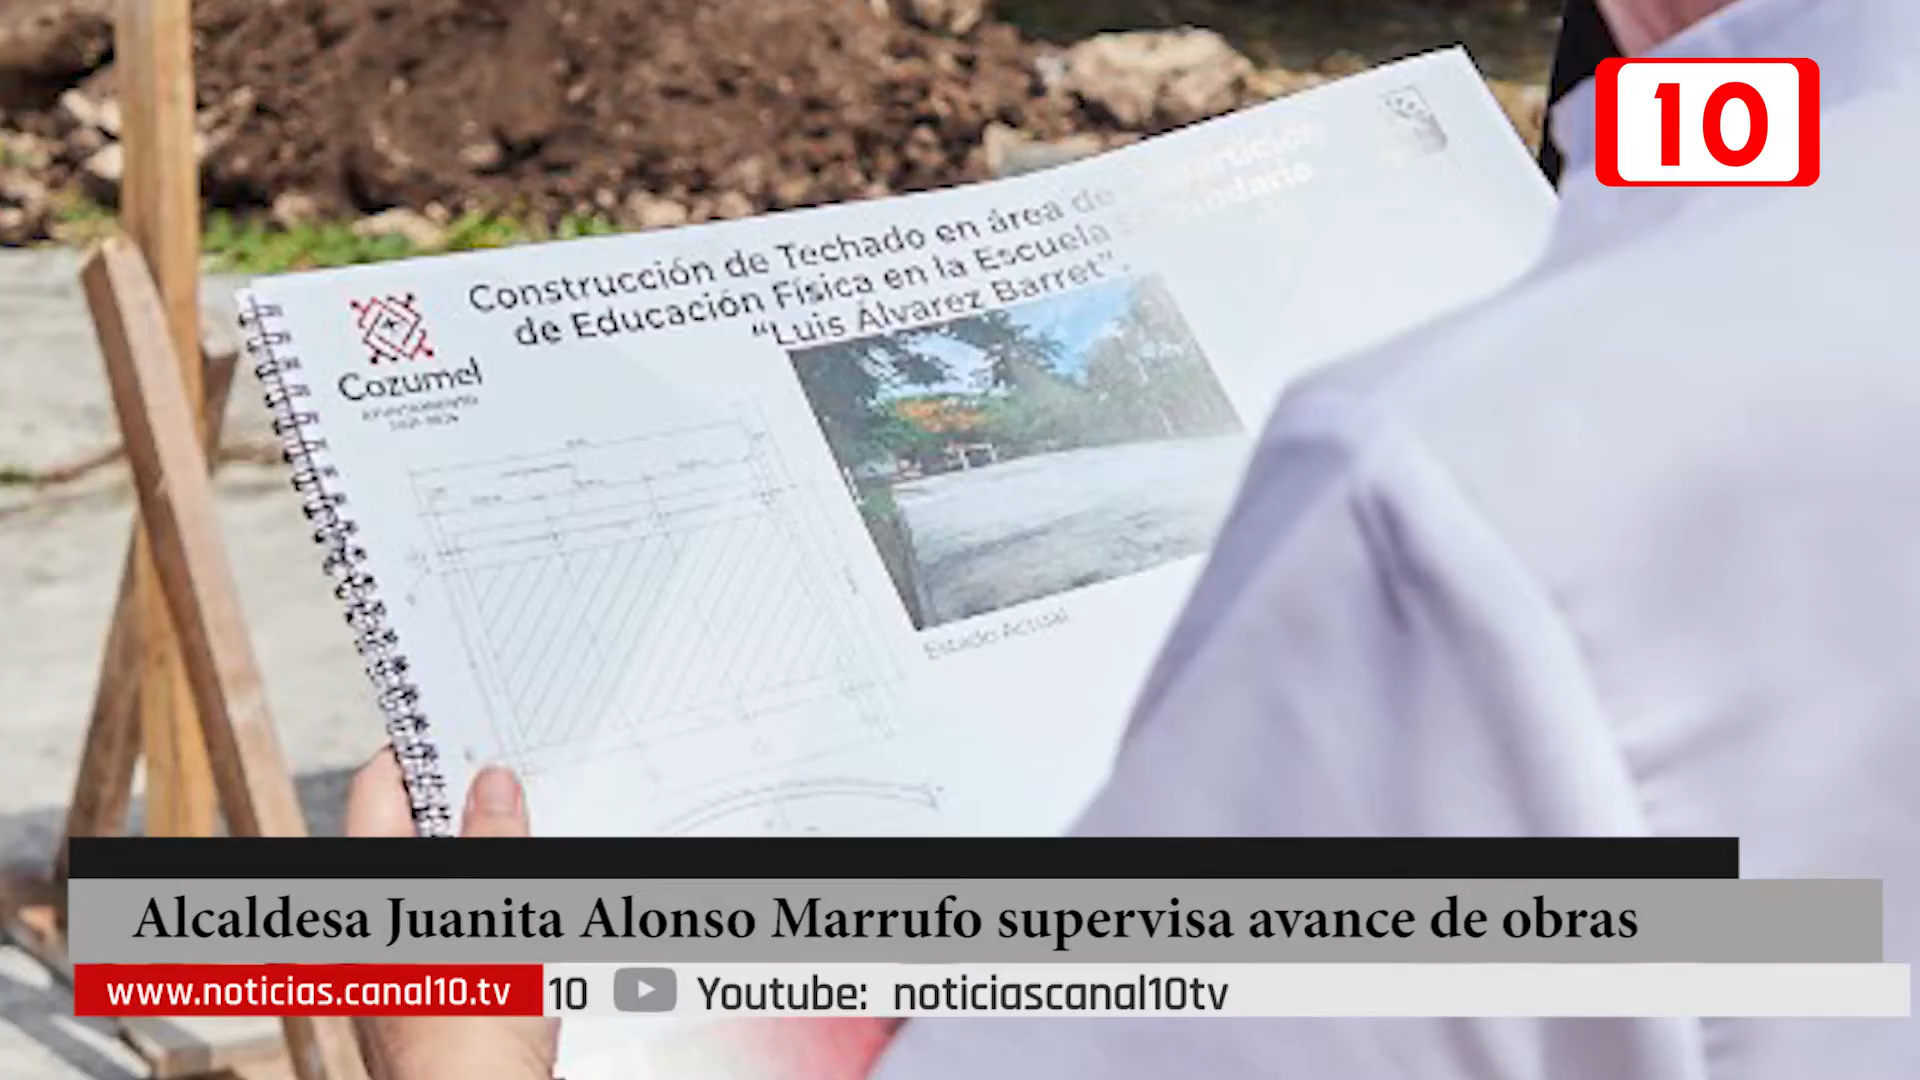 10
Construcción de Techado en área de
de Educación Física en la Escuela
"Luis Álvarez Barret".
Cozumel
Estado Actual
Alcaldesa Juanita Alonso Marrufo supervisa avance de obras
www.noticias.canal10.tv 10 Youtube: noticiascanal10tv